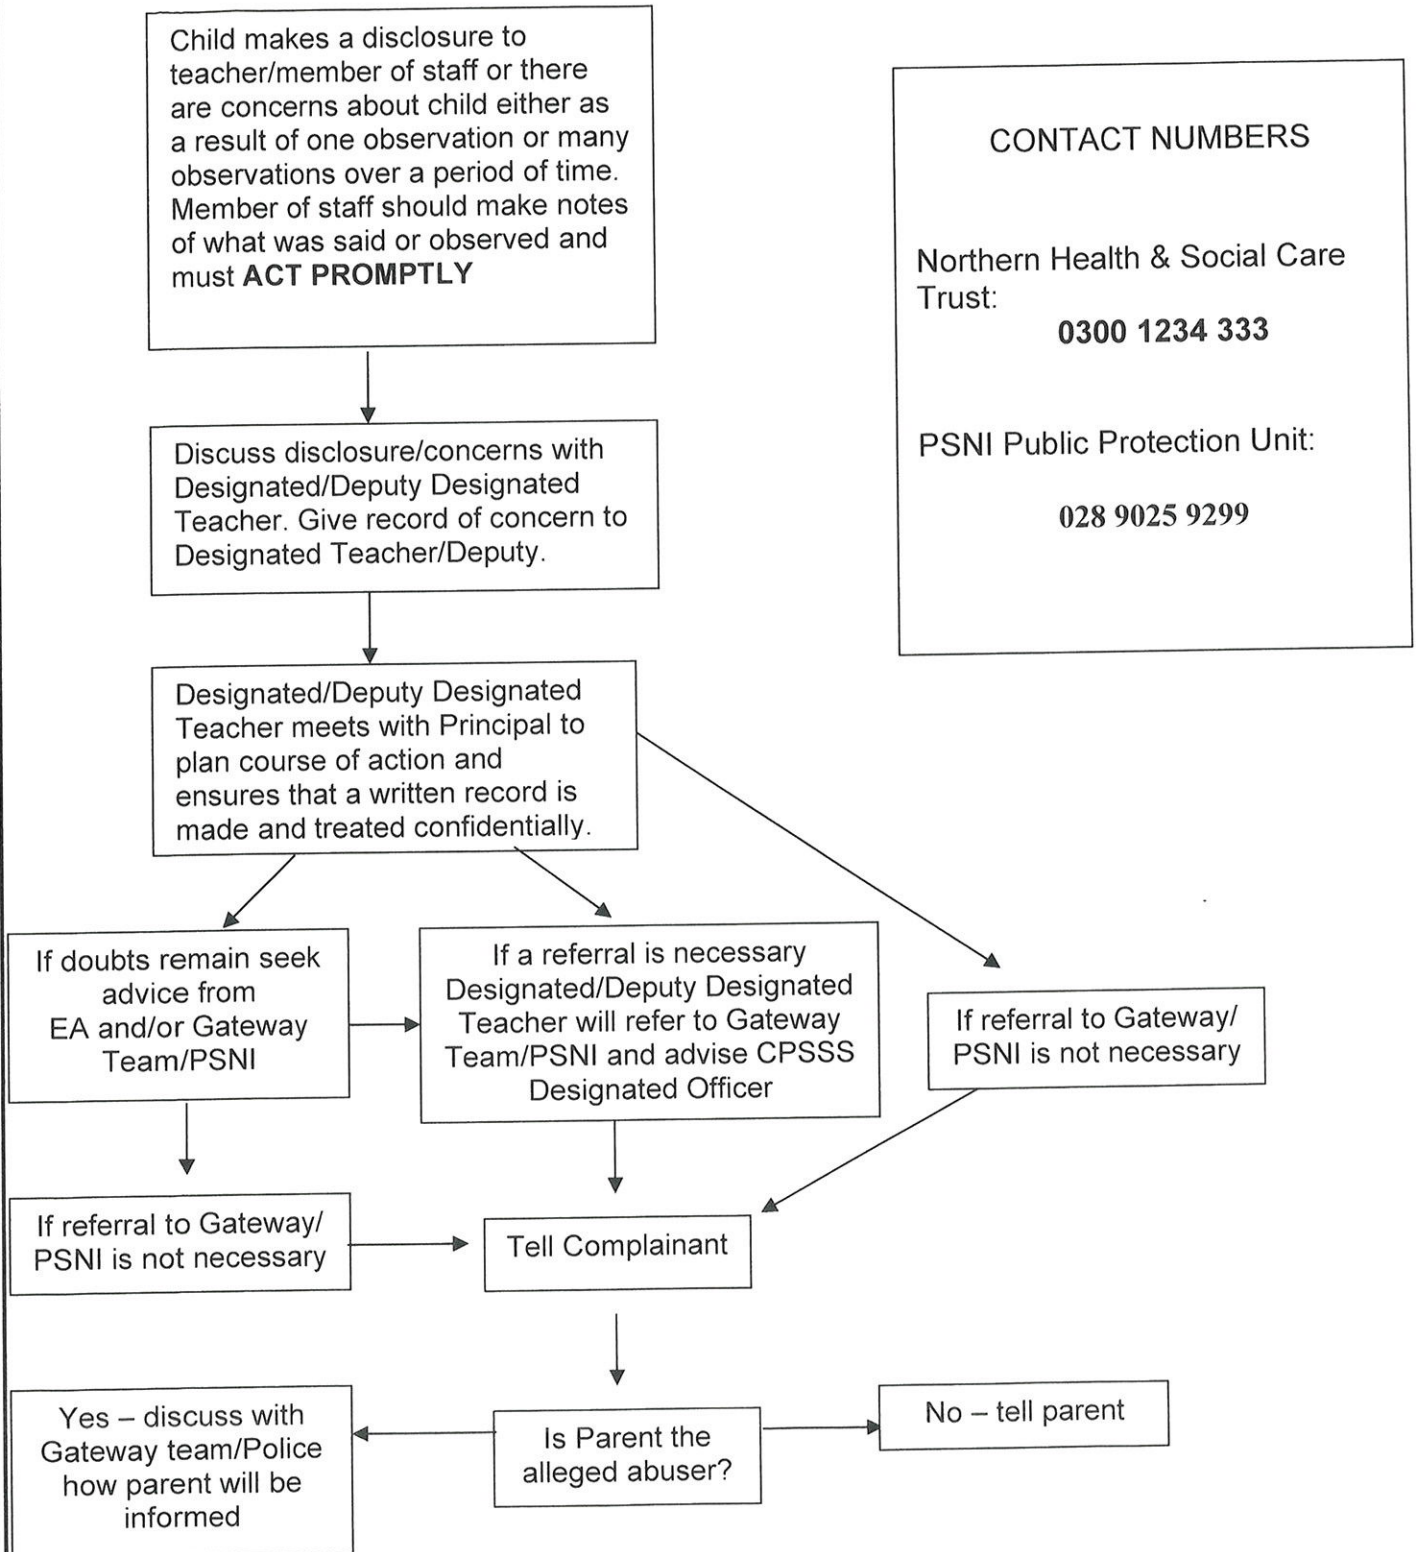 Child makes a disclosure to
teacher/member of staff or there
are concerns about child either as
a result of one observation or many
observations over a period of time.
Member of staff should make notes
of what was said or observed and
must ACT PROMPTLY
CONTACT NUMBERS
Northern Health & Social Care
Trust:
0300 1234 333
PSNI Public Protection Unit:
028 9025 9299
Discuss disclosure/concerns with
Designated/Deputy Designated
Teacher. Give record of concern to
Designated Teacher/Deputy.
Designated/Deputy Designated
Teacher meets with Principal to
plan course of action and
ensures that a written record is
made and treated confidentially.
If doubts remain seek
advice from
EA and/or Gateway
Team/PSNI
If a referral is necessary
Designated/Deputy Designated
Teacher will refer to Gateway
Team/PSNI and advise CPSSS
Designated Officer
If referral to Gateway/
PSNI is not necessary
If referral to Gateway/
PSNI is not necessary
Tell Complainant
Yes – discuss with
Gateway team/Police
how parent will be
informed
Is Parent the
alleged abuser?
No – tell parent